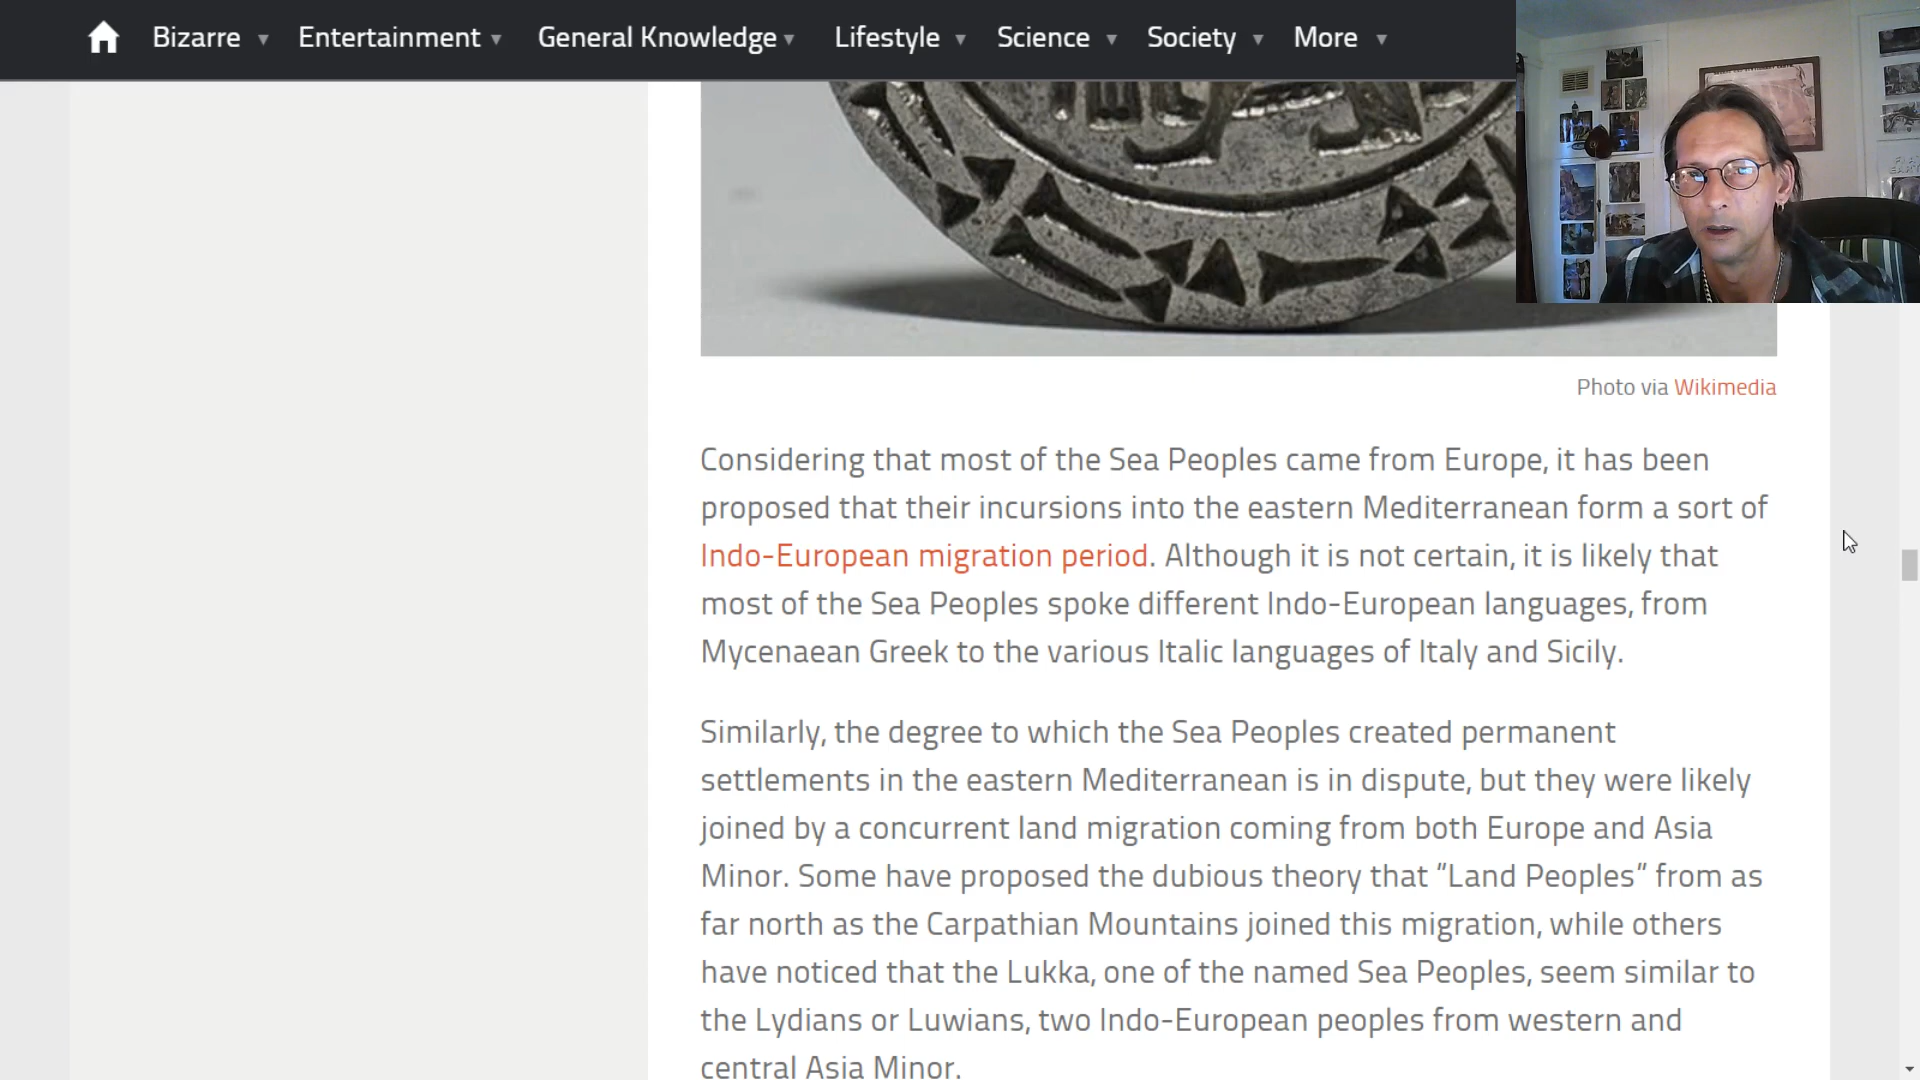 Bizarre Entertainment General Knowledge Lifestyle Science Society More
Photo via Wikimedia
Considering that most of the Sea Peoples came from Europe, it has been
proposed that their incursions into the eastern Mediterranean form a sort of
Indo-European migration period. Although it is not certain, it is likely that
most of the Sea Peoples spoke different Indo-European languages, from
Mycenaean Greek to the various Italic languages of Italy and Sicily.
Similarly, the degree to which the Sea Peoples created permanent
settlements in the eastern Mediterranean is in dispute, but they were likely
joined by a concurrent land migration coming from both Europe and Asia
Minor. Some have proposed the dubious theory that “Land Peoples” from as
far north as the Carpathian Mountains joined this migration, while others
have noticed that the Lukka, one of the named Sea Peoples, seem similar to
the Lydians or Luwians, two Indo-European peoples from western and
central Asia Minor.